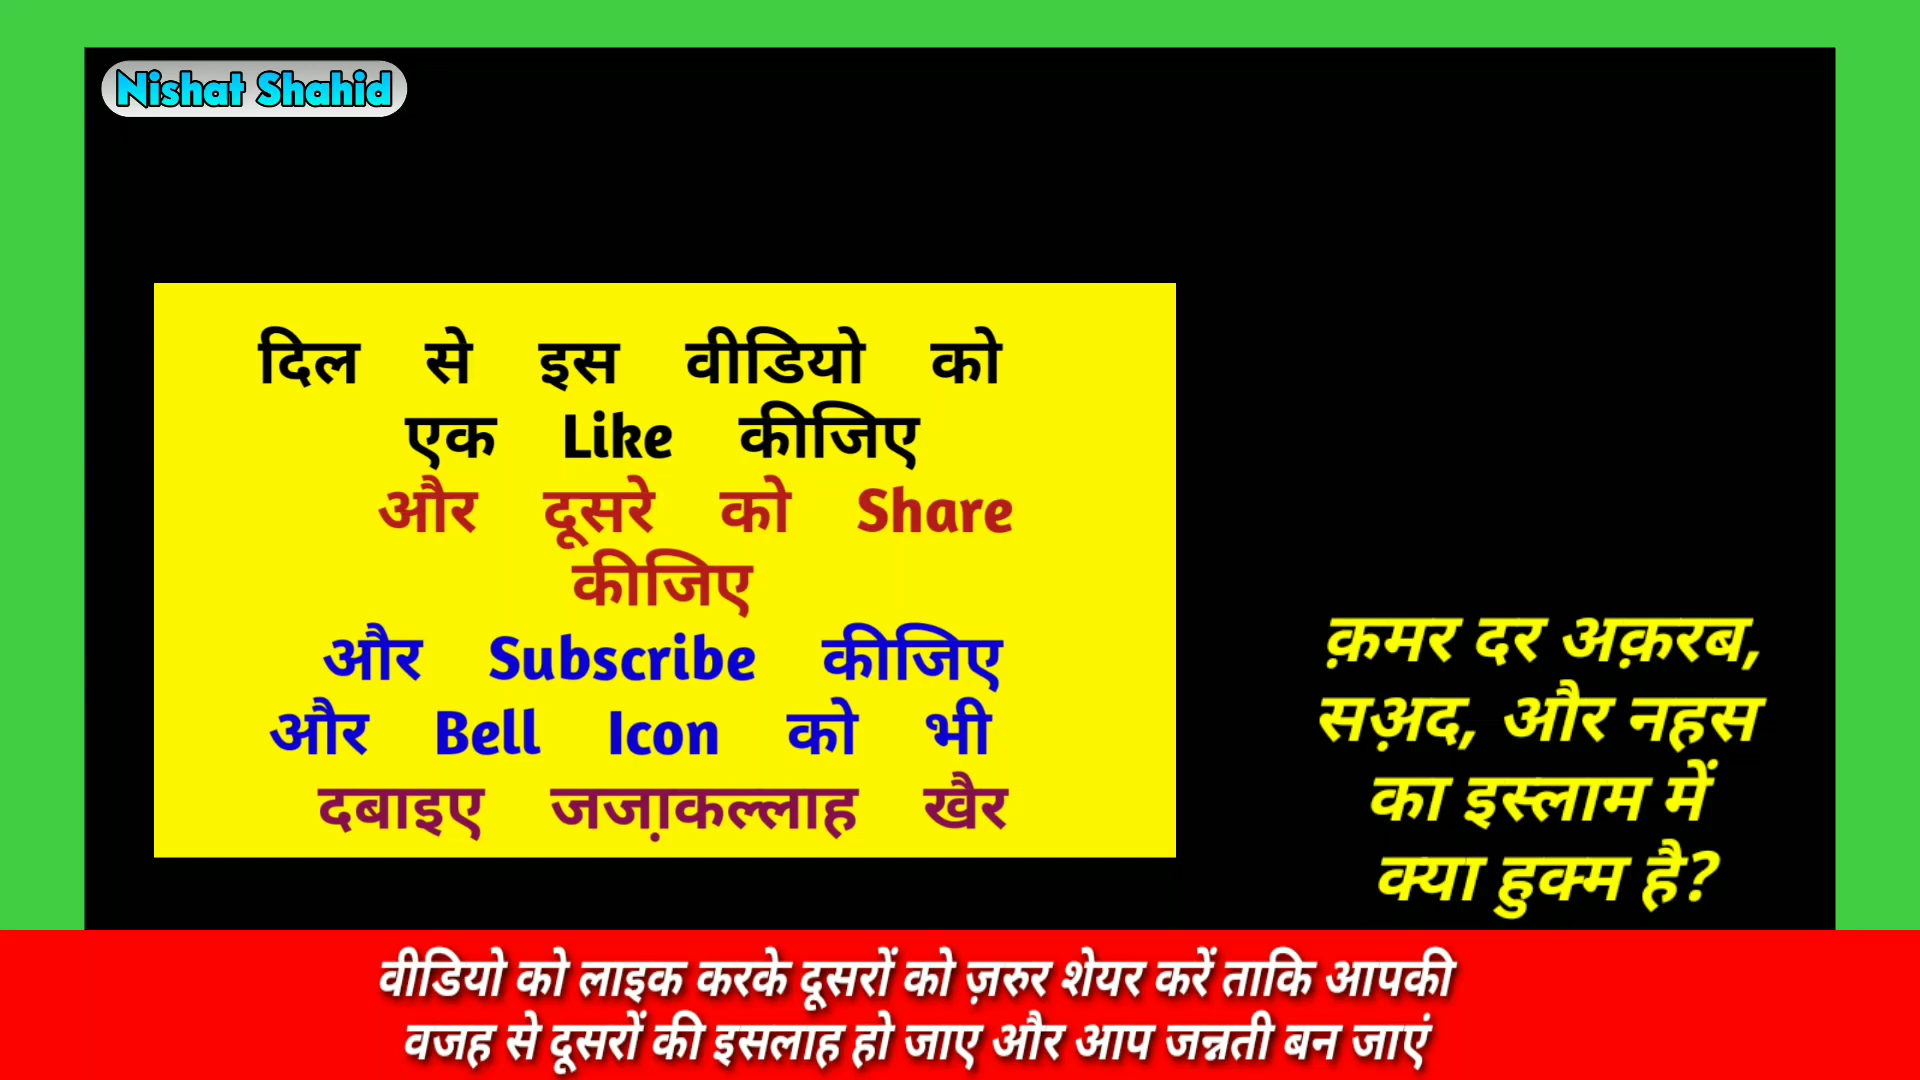 Nishat Shahid
दिल से इस वीडियो को
एक Like कीजिए
और दूसरे को Share
कीजिए
और Subscribe कीजिए
और Bell Icon को भी
दबाइए जजा़कल्लाह खैर
क़मर दर अक़रब,
सअ़द, और नहस
का इस्लाम में
क्या हुक्म है?
वीडियो को लाइक करके दूसरों को ज़रुर शेयर करें ताकि आपकी
वजह से दूसरों की इसलाह हो जाए और आप जन्नती बन जाएं